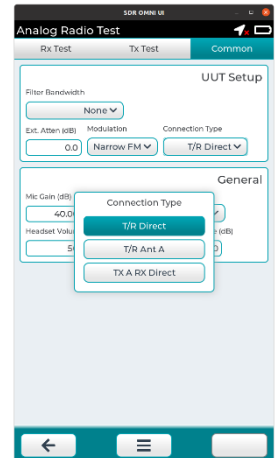 SDR OMNI UI
Analog Radio Test
Rx Test Tx Test Common
UUT Setup
Filter Bandwidth
None
Ext. Atten (dB) Modulation Connection Type
0.0 Narrow FM T/R Direct
General
Mic Gain (dB)
40.0
Headset Volu
(dB)
Connection Type
T/R Direct
T/R Ant A
TX A RX Direct